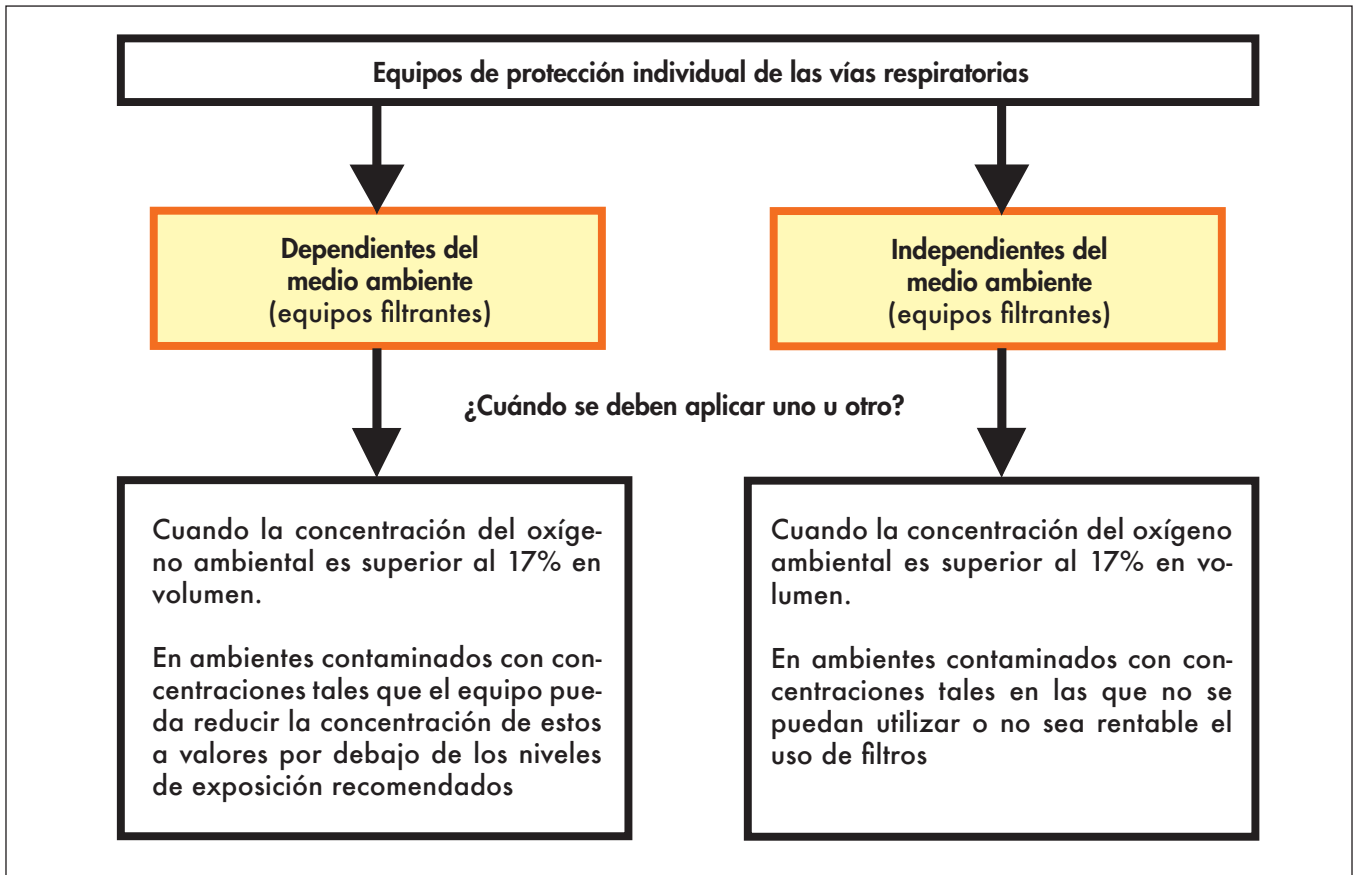 Equipos de protección individual de las vías respiratorias
Dependientes del
medio ambiente
(equipos filtrantes)
Independientes del
medio ambiente
(equipos filtrantes)
¿Cuándo se deben aplicar uno u otro?
Cuando la concentración del oxíge-
no ambiental es superior al 17% en
volumen.
En ambientes contaminados con con-
centraciones tales que el equipo pue-
da reducir la concentración de estos
a valores por debajo de los niveles
de exposición recomendados
Cuando la concentración del oxígeno
ambiental es superior al 17% en vo-
lumen.
En ambientes contaminados con con-
centraciones tales en las que no se
puedan utilizar o no sea rentable el
uso de filtros